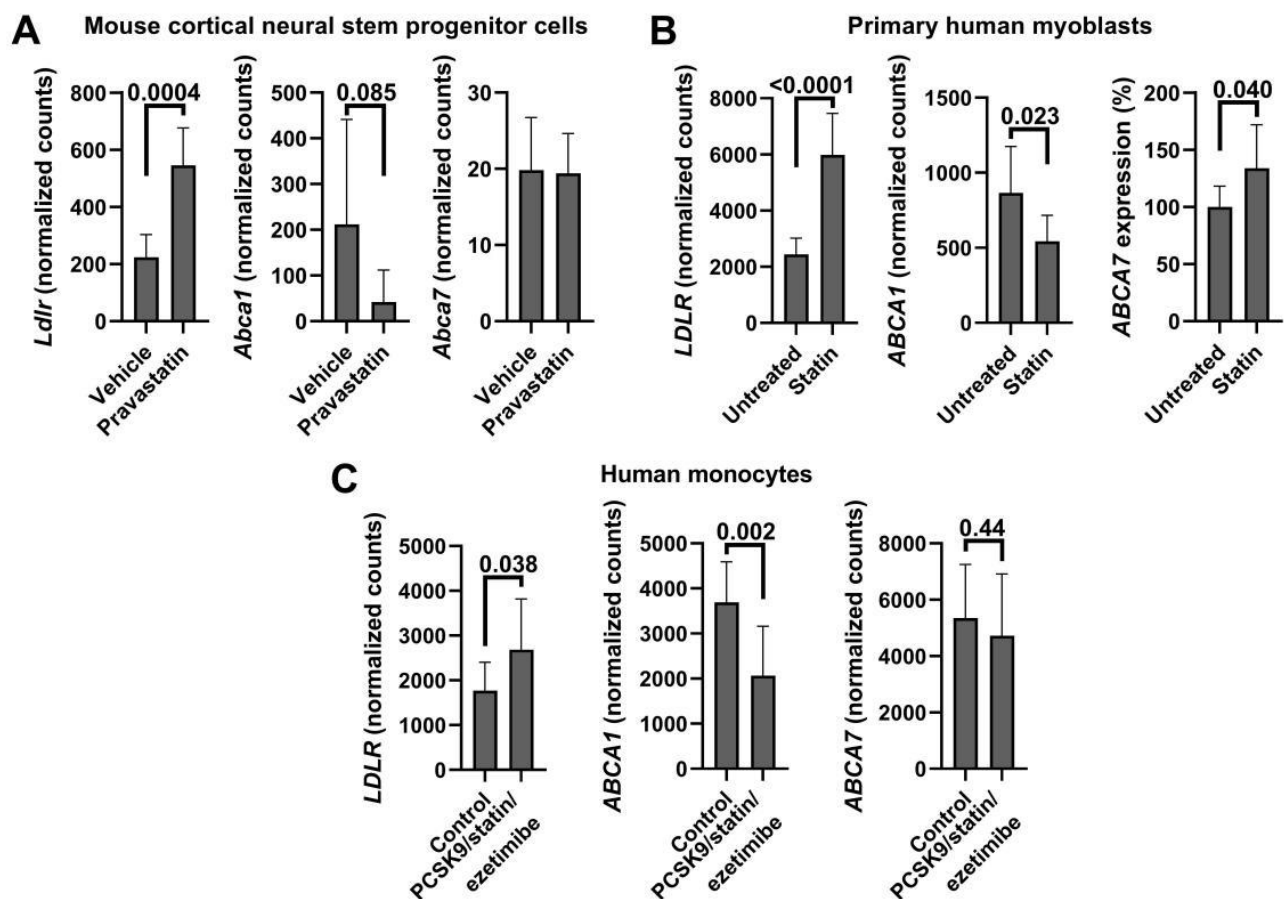 A
Mouse cortical neural stem progenitor cells
Ldlr (normalized counts)
800
600
400
200
0
0.0004
Vehicle
Pravastatin
Abca1 (normalized counts)
500
400
300
200
100
0
0.085
Vehicle
Pravastatin
Abca7 (normalized counts)
30
20
10
0
Vehicle
Pravastatin
B
Primary human myoblasts
LDLR (normalized counts)
8000
6000
4000
2000
0
<0.0001
Untreated
Statin
ABCA1 (normalized counts)
1500
1000
500
0
0.023
Untreated
Statin
ABCA7 expression (%)
200
150
100
50
0
0.040
Untreated
Statin
C
Human monocytes
LDLR (normalized counts)
5000
4000
3000
2000
1000
0
0.038
Control
PCSK9/statin/
ezetimibe
ABCA1 (normalized counts)
5000
4000
3000
2000
1000
0
0.002
Control
PCSK9/statin/
ezetimibe
ABCA7 (normalized counts)
8000
6000
4000
2000
0
0.44
Control
PCSK9/statin/
ezetimibe